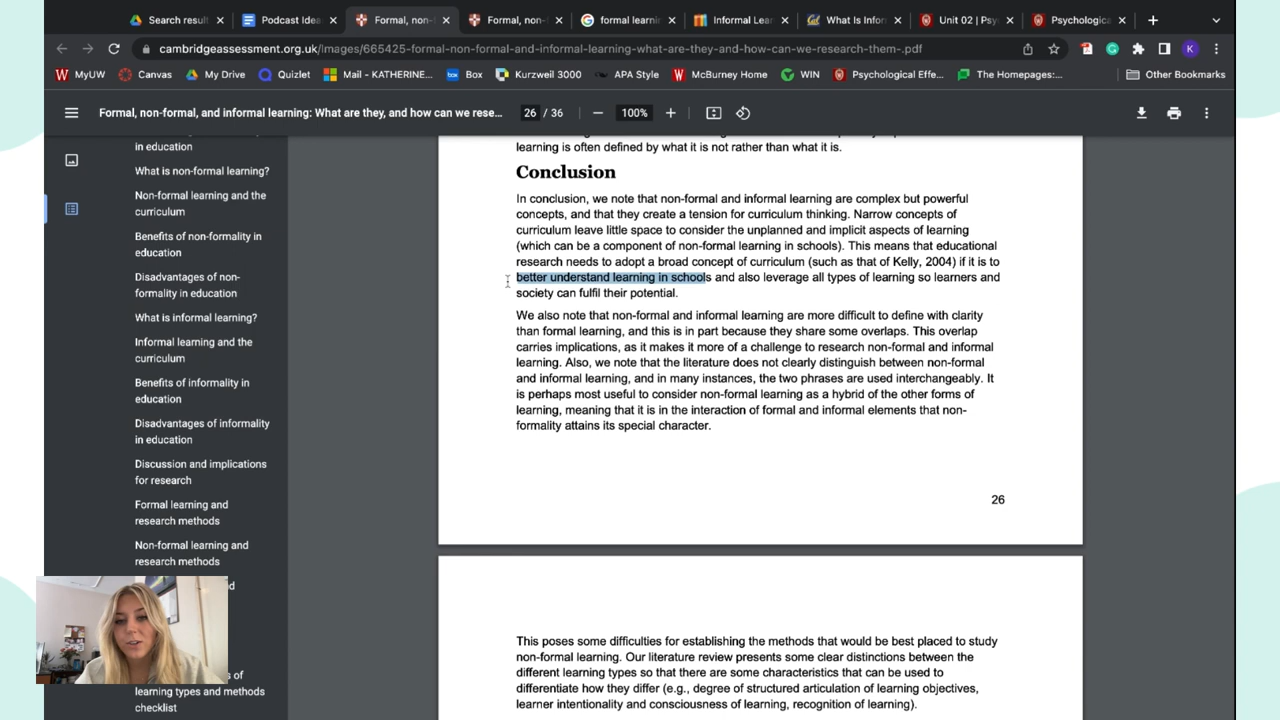 Search result
Podcast Idea
Formal, non-
Formal, non-
formal learnin
Informal Lea
What Is Infor
Unit 02 | Psy
Psychologica
cambridgeassessment.org.uk/Images/665425-formal-non-formal-and-informal-learning-what-are-they-and-how-can-we-research-them-.pdf
K
MyUW
Canvas
My Drive
Quizlet
Mail - KATHERINE...
Box
Kurzweil 3000
APA Style
McBurney Home
WIN
Psychological Effe...
The Homepages:...
Other Bookmarks
Formal, non-formal, and informal learning: What are they, and how can we rese...
26 / 36
100%
in education
What is non-formal learning?
Non-formal learning and the
curriculum
Benefits of non-formality in
education
Disadvantages of non-
formality in education
What is informal learning?
Informal learning and the
curriculum
Benefits of informality in
education
Disadvantages of informality
in education
Discussion and implications
for research
Formal learning and
research methods
Non-formal learning and
research methods
learning types and methods
checklist
learning is often defined by what it is not rather than what it is.
Conclusion
In conclusion, we note that non-formal and informal learning are complex but powerful
concepts, and that they create a tension for curriculum thinking. Narrow concepts of
curriculum leave little space to consider the unplanned and implicit aspects of learning
(which can be a component of non-formal learning in schools). This means that educational
research needs to adopt a broad concept of curriculum (such as that of Kelly, 2004) if it is to
better understand learning in schools and also leverage all types of learning so learners and
society can fulfil their potential.
We also note that non-formal and informal learning are more difficult to define with clarity
than formal learning, and this is in part because they share some overlaps. This overlap
carries implications, as it makes it more of a challenge to research non-formal and informal
learning. Also, we note that the literature does not clearly distinguish between non-formal
and informal learning, and in many instances, the two phrases are used interchangeably. It
is perhaps most useful to consider non-formal learning as a hybrid of the other forms of
learning, meaning that it is in the interaction of formal and informal elements that non-
formality attains its special character.
26
This poses some difficulties for establishing the methods that would be best placed to study
non-formal learning. Our literature review presents some clear distinctions between the
different learning types so that there are some characteristics that can be used to
differentiate how they differ (e.g., degree of structured articulation of learning objectives,
learner intentionality and consciousness of learning, recognition of learning).